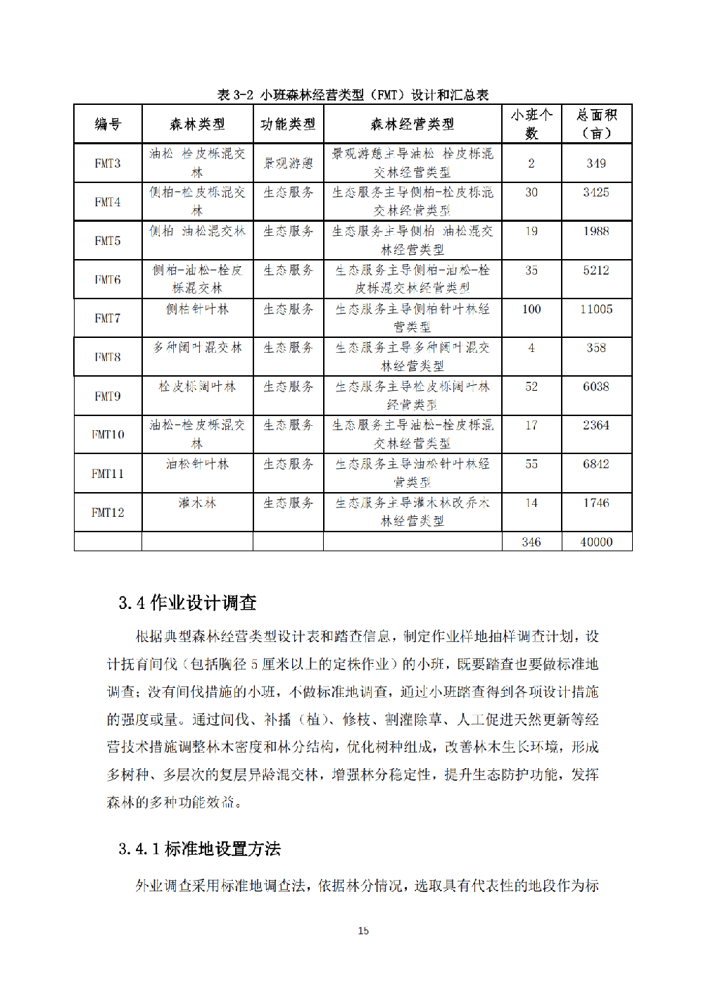 表 3-2 小班森林经营类型（FMT）设计和汇总表
编号 森林类型 功能类型 森林经营类型 小班个数 总面积（亩）
FMT3 油松 栓皮栎混交林 景观游憩 景观游憩主导油松 栓皮栎混交林经营类型 2 349
FMT4 侧柏-栓皮栎混交林 生态服务 生态服务主导侧柏-栓皮栎混交林经营类型 30 3425
FMT5 侧柏 油松混交林 生态服务 生态服务主导侧柏 油松混交林经营类型 19 1988
FMT6 侧柏-油松-栓皮栎混交林 生态服务 生态服务主导侧柏-油松-栓皮栎混交林经营类型 35 5212
FMT7 侧柏针叶林 生态服务 生态服务主导侧柏针叶林经营类型 100 11005
FMT8 多种阔叶混交林 生态服务 生态服务主导多种阔叶混交林经营类型 4 358
FMT9 栓皮栎阔叶林 生态服务 生态服务主导栓皮栎阔叶林经营类型 52 6038
FMT10 油松-栓皮栎混交林 生态服务 生态服务主导油松-栓皮栎混交林经营类型 17 2364
FMT11 油松针叶林 生态服务 生态服务主导油松针叶林经营类型 55 6842
FMT12 灌木林 生态服务 生态服务主导灌木林改乔木林经营类型 14 1746
346 40000
3.4 作业设计调查
根据典型森林经营类型设计表和踏查信息，制定作业样地抽样调查计划，设
计抚育间伐（包括胸径 5 厘米以上的定株作业）的小班，既要踏查也要做标准地
调查；没有间伐措施的小班，不做标准地调查，通过小班踏查得到各项设计措施
的强度或量。通过间伐、补播（植）、修枝、割灌除草、人工促进天然更新等经
营技术措施调整林木密度和林分结构，优化树种组成，改善林木生长环境，形成
多树种、多层次的复层异龄混交林，增强林分稳定性，提升生态防护功能，发挥
森林的多种功能效益。
3.4.1 标准地设置方法
外业调查采用标准地调查法，依据林分情况，选取具有代表性的地段作为标
15